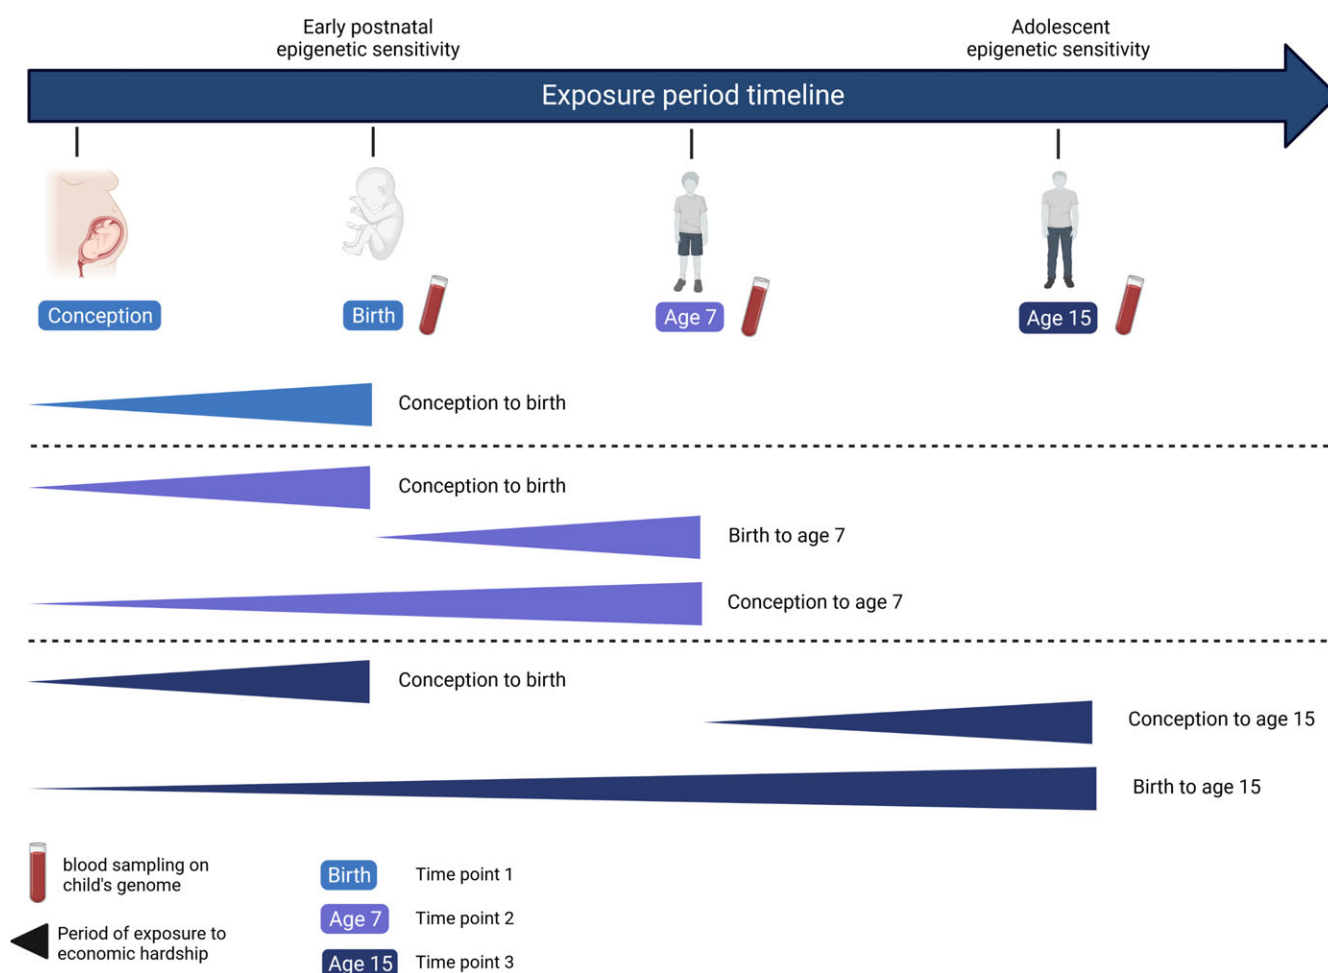 Early postnatal
epigenetic sensitivity
Adolescent
epigenetic sensitivity
Exposure period timeline
Conception
Birth
Age 7
Age 15
Conception to birth
Conception to birth
Birth to age 7
Conception to age 7
Conception to birth
Conception to age 15
Birth to age 15
blood sampling on
child's genome
Period of exposure to
economic hardship
Birth Time point 1
Age 7 Time point 2
Age 15 Time point 3